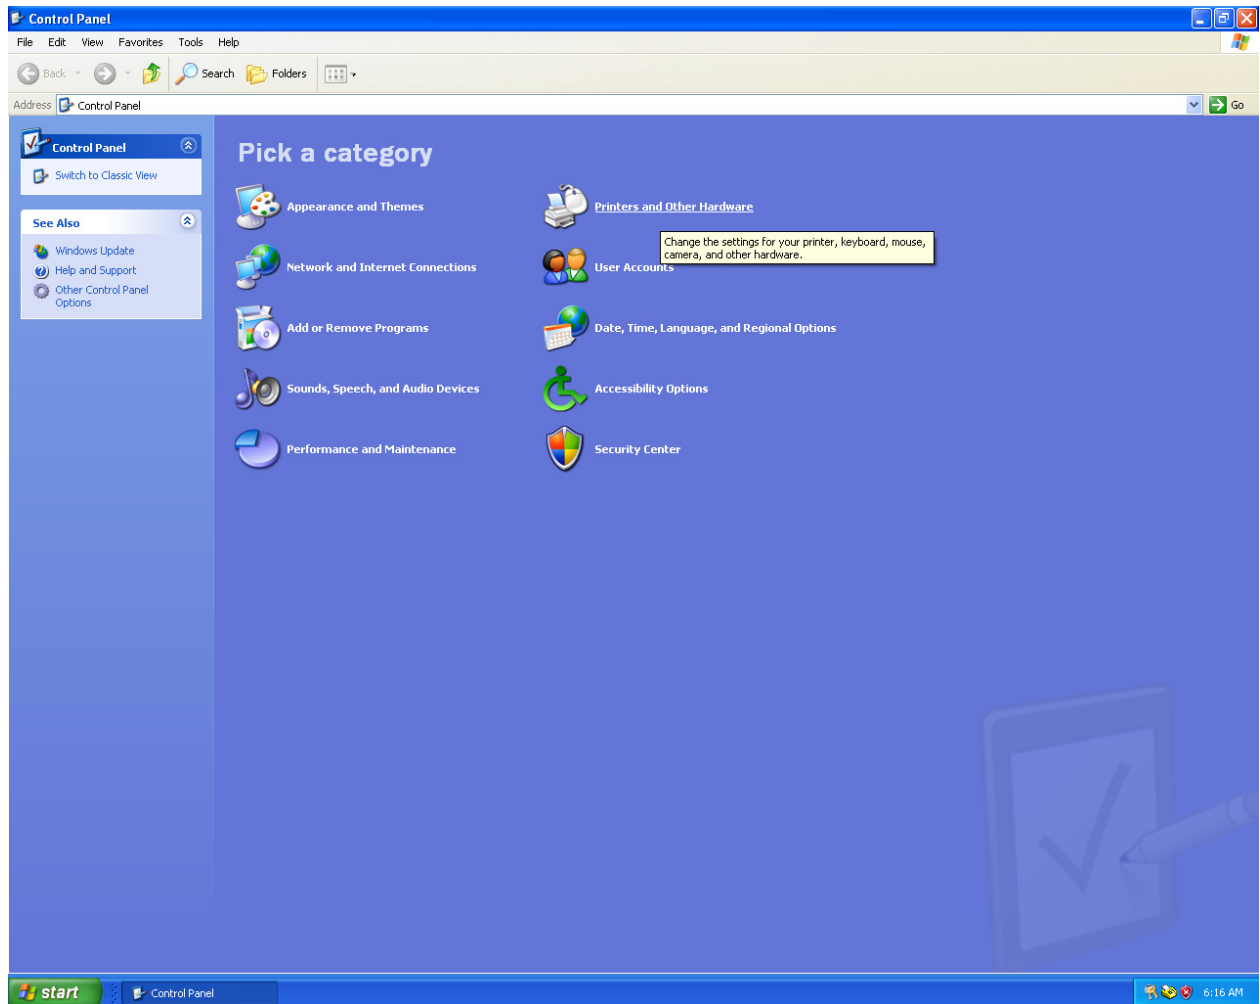 Control Panel
File Edit View Favorites Tools Help
Back Search Folders
Address Control Panel Go
Control Panel
Switch to Classic View
See Also
Windows Update
Help and Support
Other Control Panel
Options
Pick a category
Appearance and Themes
Printers and Other Hardware
Change the settings for your printer, keyboard, mouse,
camera, and other hardware.
Network and Internet Connections
User Accounts
Add or Remove Programs
Date, Time, Language, and Regional Options
Sounds, Speech, and Audio Devices
Accessibility Options
Performance and Maintenance
Security Center
start Control Panel 6:16 AM